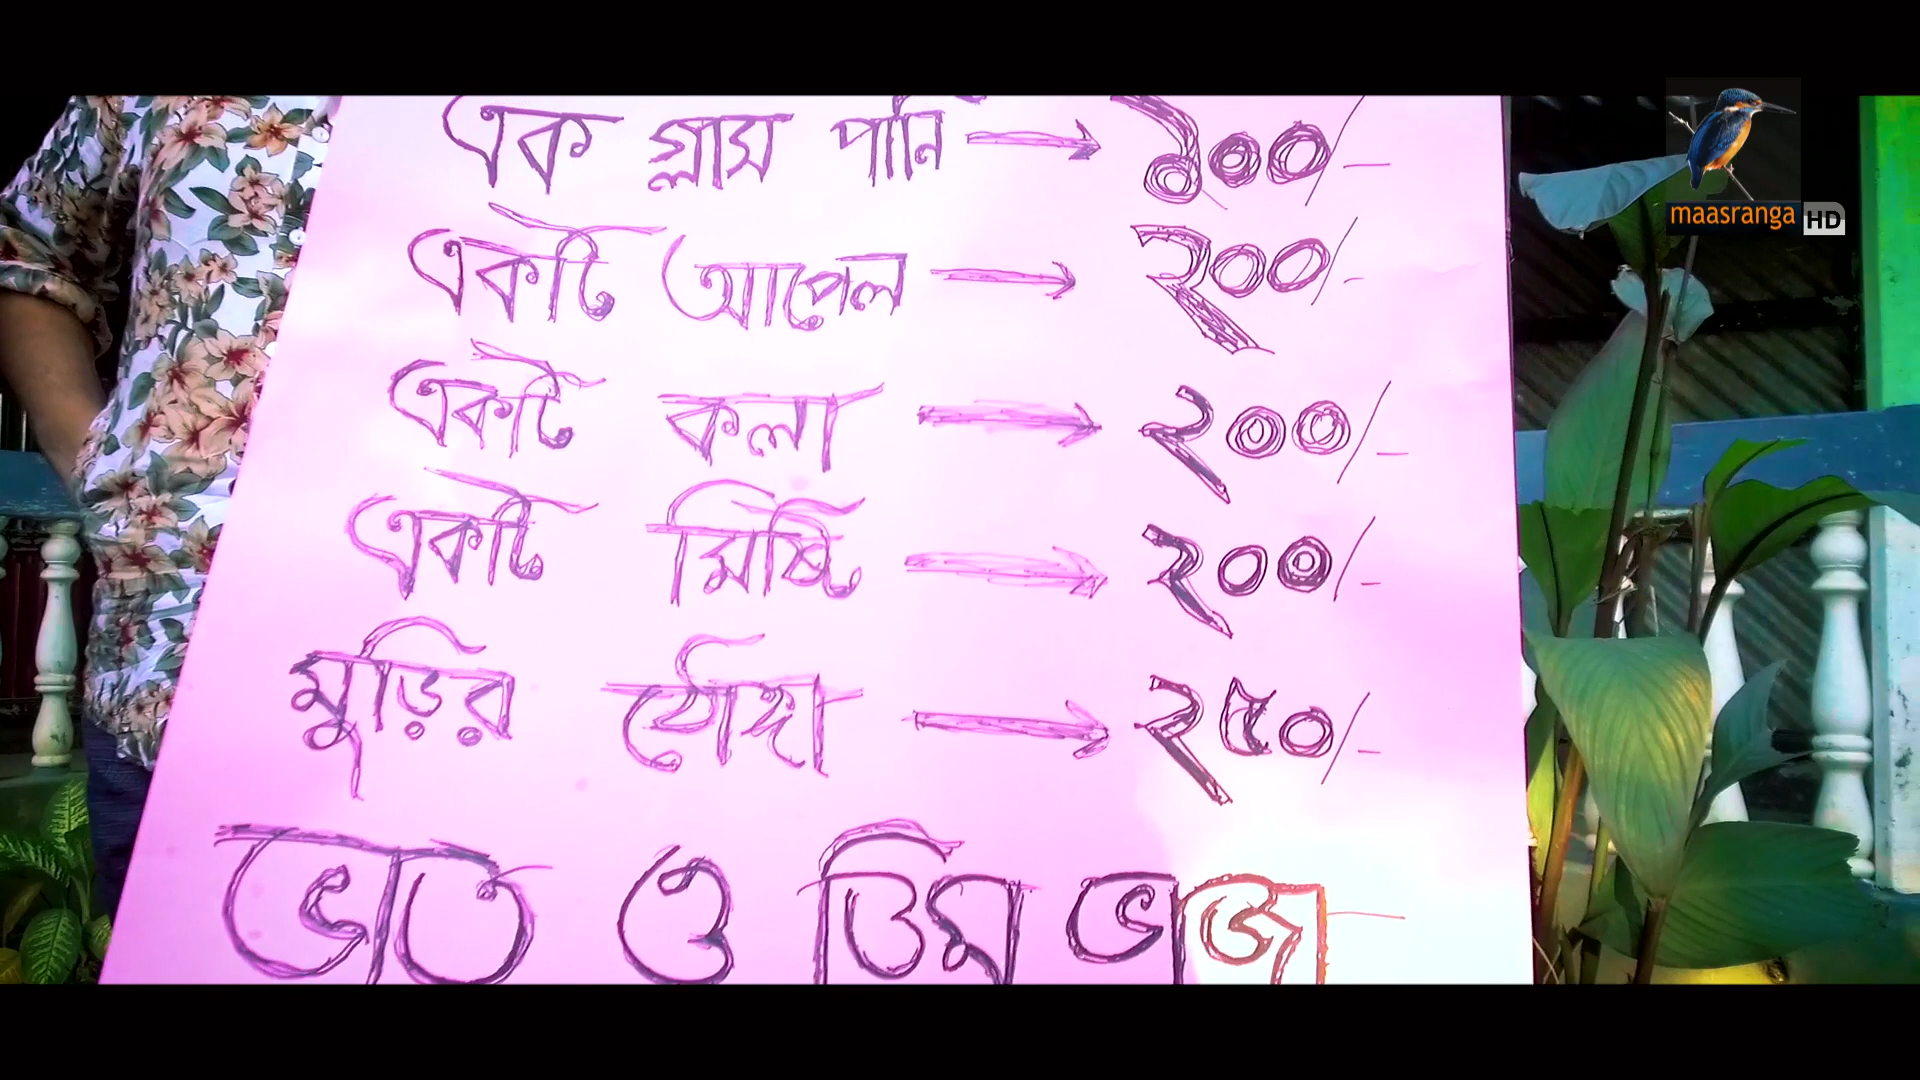 এক গ্লাস পানি → ১০০/-
একটি আপেল → ২০০/-
একটি কলা → ২০০/-
একটি মিষ্টি → ২০০/-
মুড়ির ঠোঙ্গা → ২৫০/-
ভাত ও ডিম ভাজা
maasranga HD